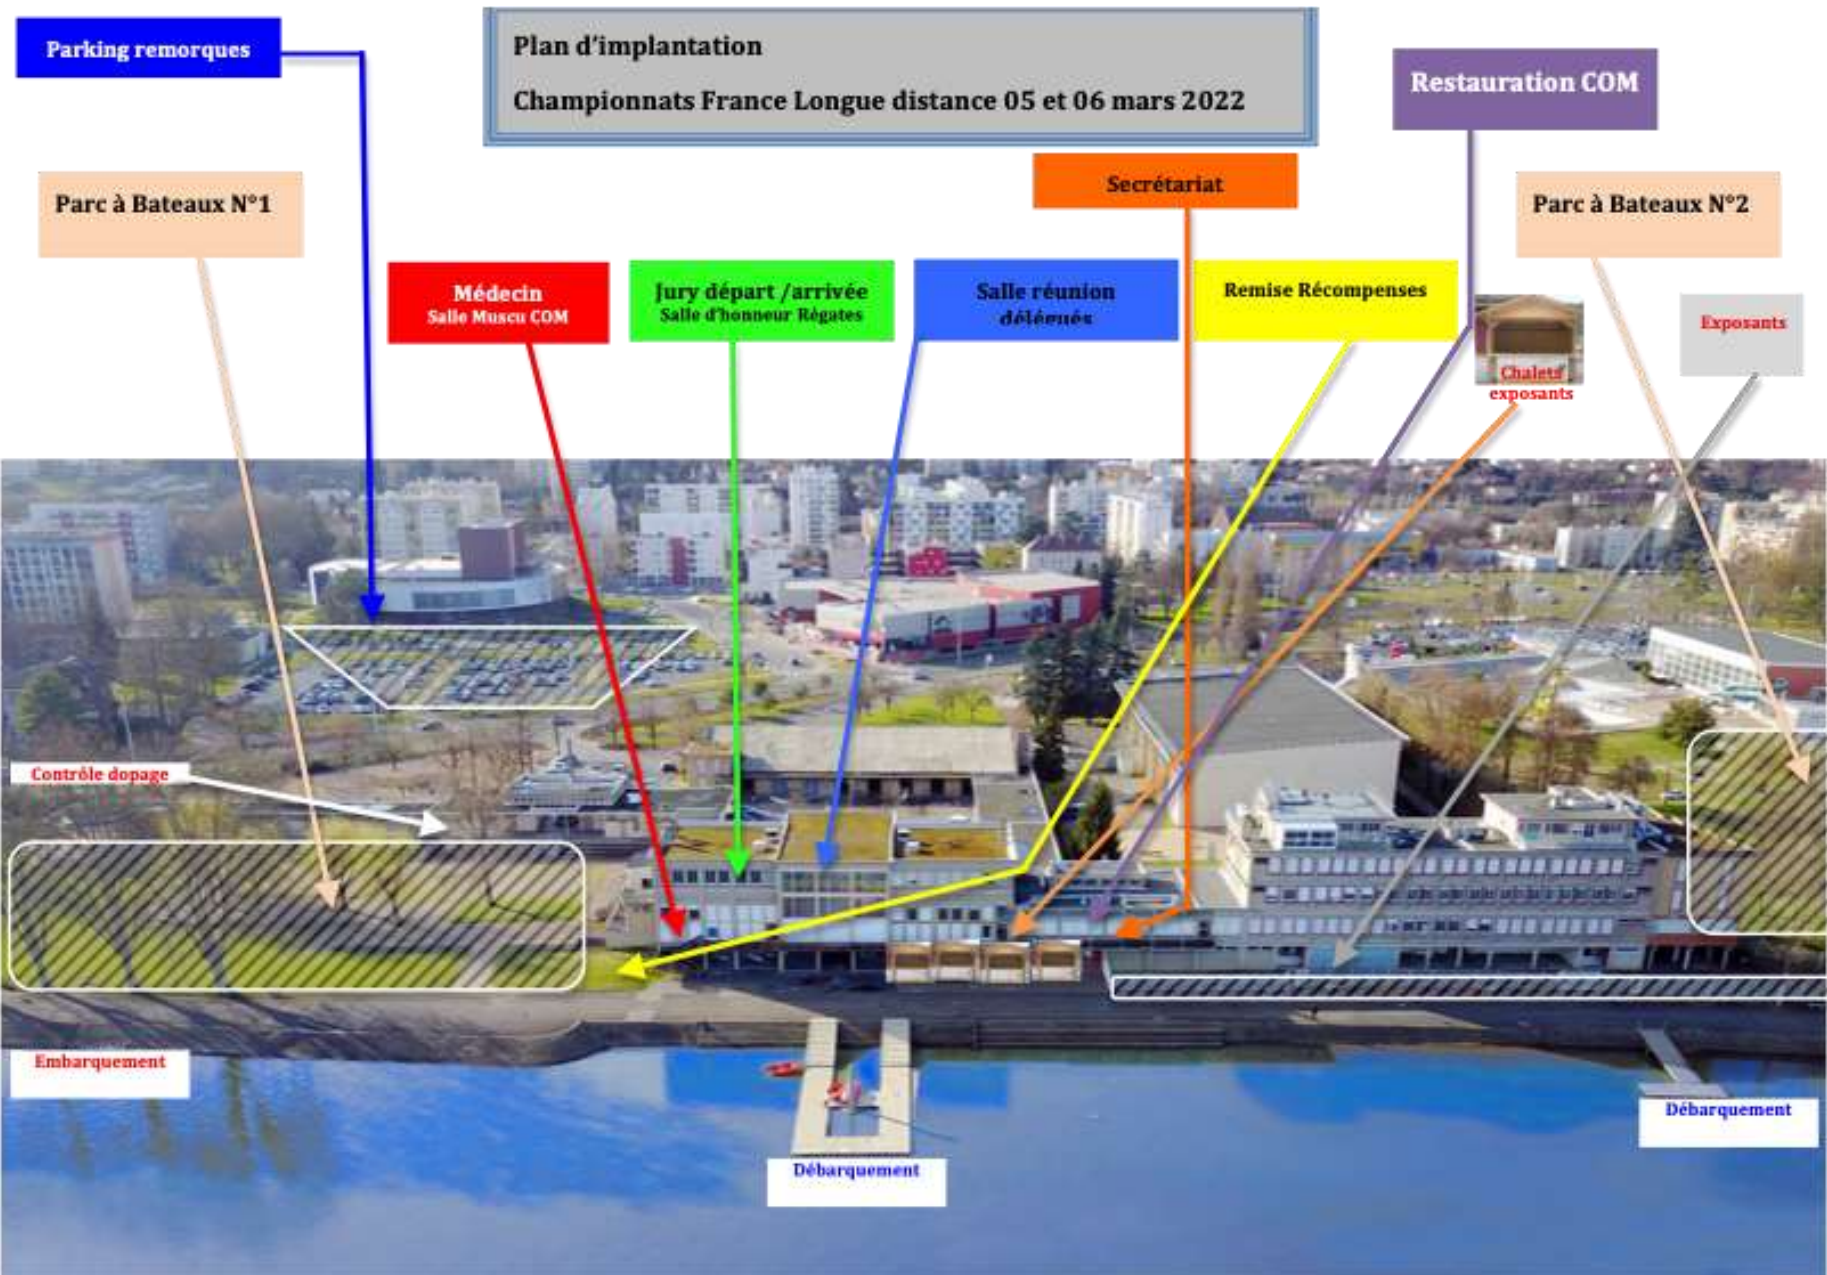 Parking remorques
Plan d'implantation
Championnats France Longue distance 05 et 06 mars 2022
Restauration COM
Secrétariat
Parc à Bateaux N°1
Parc à Bateaux N°2
Médecin
Salle Muscu COM
Jury départ /arrivée
Salle d'honneur Régates
Salle réunion
délégués
Remise Récompenses
Exposants
Chalets
exposants
Contrôle dopage
Embarquement
Débarquement
Débarquement